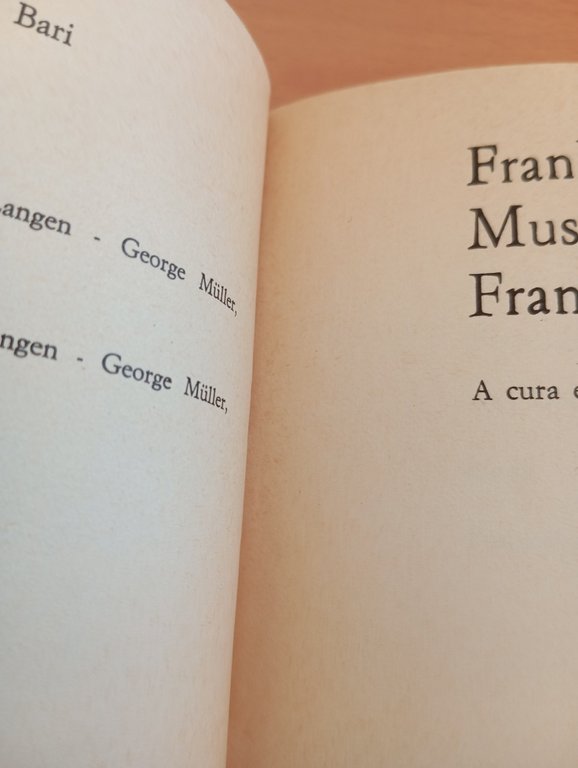 Bari
angen - George Müller,
ngen - George Müller,
Fran
Mus
Fran
A cura e